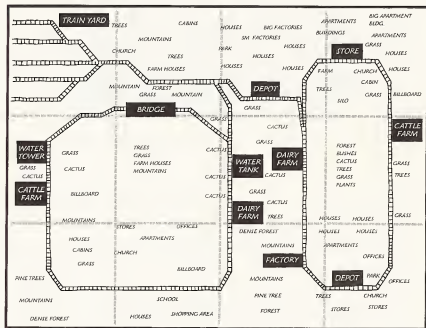 TRAIN YARD
TREES
CABINS
HOUSES
BIG FACTORIES
APARTMENTS
BIG APARTMENT
BLDG.
SM FACTORIES
BUILDINGS
APARTMENTS
MOUNTAINS
HOUSES
STORE
GRASS
HOUSES
CHURCH
TREES
PARK
HOUSES
HOUSES
FARM HOUSES
HOUSES
HOUSES
FARM
CHURCH
HOUSES
MOUNTAIN
FOREST
DEPOT
TREES
CABIN
GRASS
MOUNTAIN
GRASS
BILLBOARD
BRIDGE
GRASS
SILO
GRASS
CACTUS
CATTLE
FARM
WATER
TOWER
GRASS
TREES
GRASS
FARM HOUSES
MOUNTAINS
CACTUS
CACTUS
GRASS
WATER
TANK
DAIRY
FARM
FOREST
BUSHES
CACTUS
TREES
GRASS
PLANTS
GRASS
CACTUS
CACTUS
CACTUS
GRASS
TREES
CATTLE
FARM
BILLBOARD
GRASS
CACTUS
DAIRY
FARM
CACTUS
TREES
GRASS
MOUNTAINS
STORES
OFFICES
DENSE FOREST
HOUSES
HOUSES
HOUSES
HOUSES
HOUSES
APARTMENTS
MOUNTAINS
APARTMENTS
CABINS
CHURCH
FACTORY
OFFICES
GRASS
BILLBOARD
DEPOT
PARK
OFFICES
PINE TREES
MOUNTAINS
MOUNTAINS
SCHOOL
PINE TREE
TREES
CHURCH
DENSE FOREST
HOUSES
SHOPPING AREA
FOREST
STORES
STORES